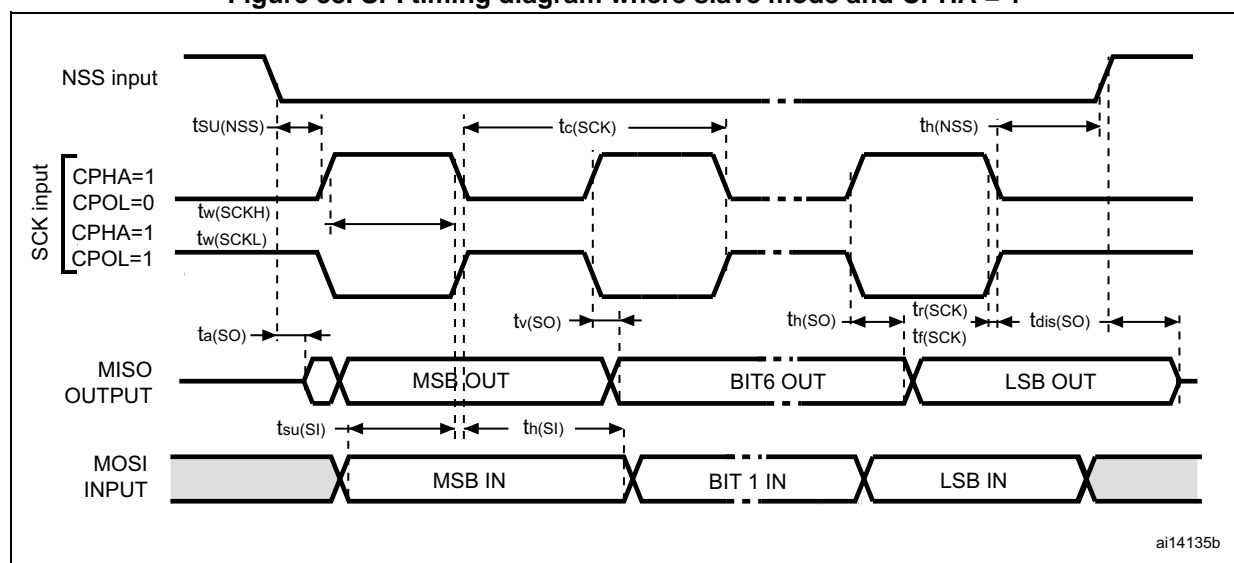 NSS input
tSU(NSS)
tc(SCK)
th(NSS)
SCK input
CPHA=1
CPOL=0
tw(SCKH)
CPHA=1
tw(SCKL)
CPOL=1
ta(SO)
tv(SO)
th(SO)
tr(SCK)
tf(SCK)
tdis(SO)
MISO
OUTPUT
MSB OUT
BIT6 OUT
LSB OUT
tsu(SI)
th(SI)
MOSI
INPUT
MSB IN
BIT 1 IN
LSB IN
ai14135b